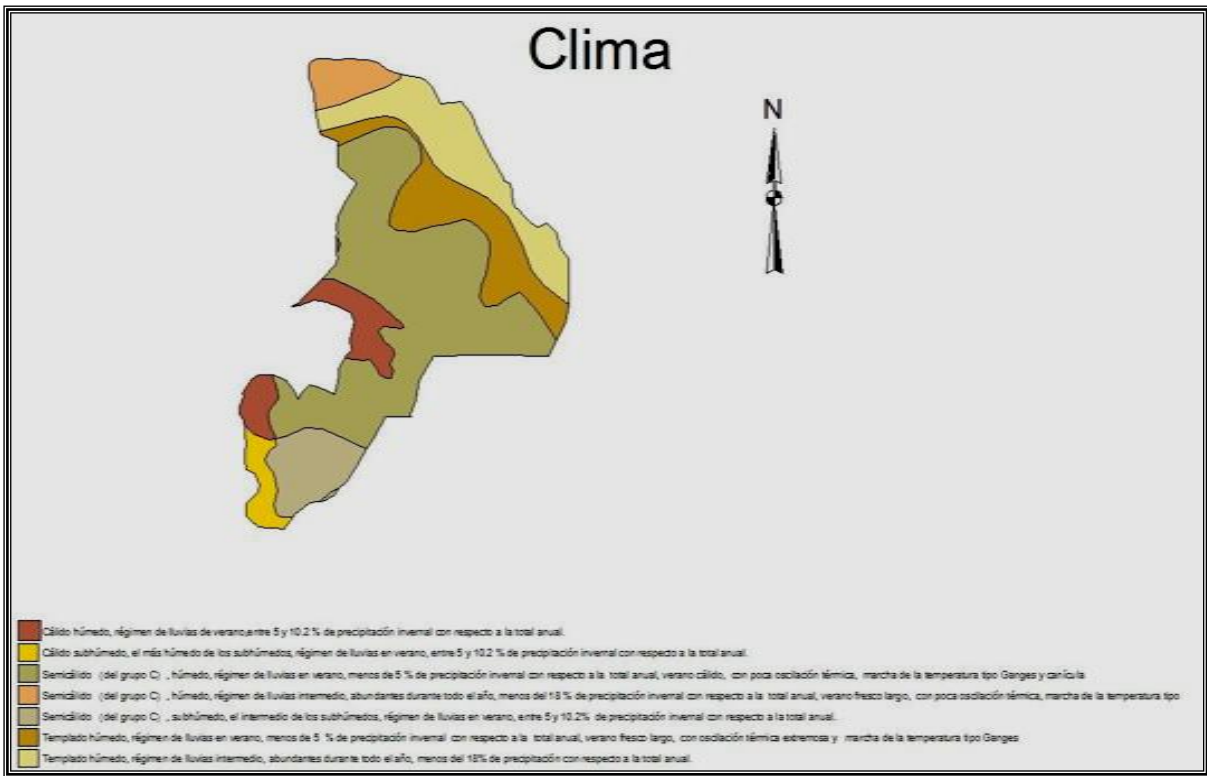 Clima
N
Cálido húmedo, régimen de lluvias de verano,entre 5 y 10.2 % de precipitación invernal con respecto a la total anual.
Cálido subhúmedo, el más húmedo de los subhúmedos, régimen de lluvias en verano, entre 5 y 10.2 % de precipitación invernal con respecto a la total anual.
Semicálido (del grupo C) , húmedo, régimen de lluvias en verano, menos de 5 % de precipitación invernal con respecto a la total anual, verano cálido, con poca oscilación térmica, marcha de la temperatura tipo Ganges y canícula
Semicálido (del grupo C) , húmedo, régimen de lluvias intermedio, abundantes durante todo el año, menos del 18 % de precipitación invernal con respecto a la total anual, verano fresco largo, con poca oscilación térmica, marcha de la temperatura tipo
Semicálido (del grupo C) , subhúmedo, el intermedio de los subhúmedos, régimen de lluvias en verano, entre 5 y 10.2% de precipitación invernal con respecto a la total anual.
Templado húmedo, régimen de lluvias en verano, menos de 5 % de precipitación invernal con respecto a la total anual, verano fresco largo, con oscilación térmica extremosa y marcha de la temperatura tipo Ganges
Templado húmedo, régimen de lluvias intermedio, abundantes durante todo el año, menos del 18% de precipitación con respecto a la total anual.